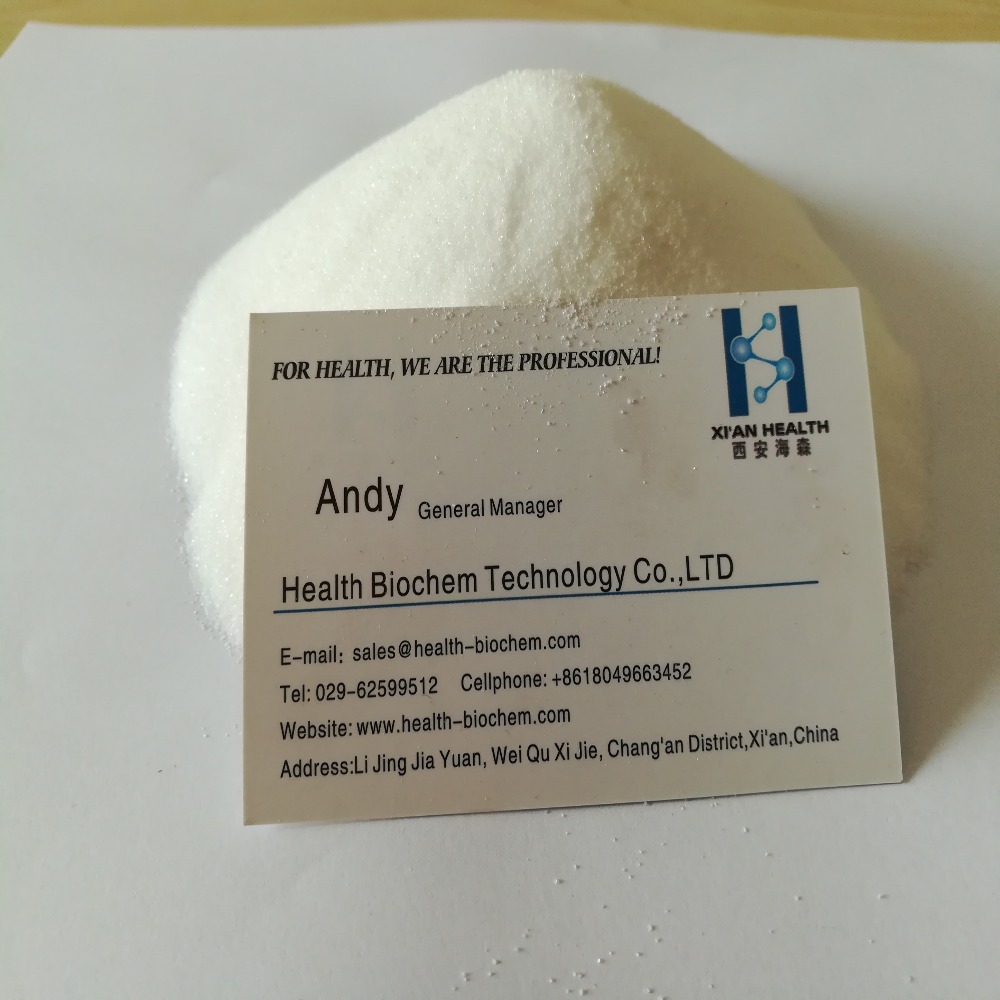 FOR HEALTH, WE ARE THE PROFESSIONAL!
XI'AN HEALTH
西安海森
Andy General Manager
Health Biochem Technology Co.,LTD
E-mail: sales@health-biochem.com
Tel: 029-62599512 Cellphone: +8618049663452
Website: www.health-biochem.com
Address:Li Jing Jia Yuan, Wei Qu Xi Jie, Chang'an District,Xi'an,China